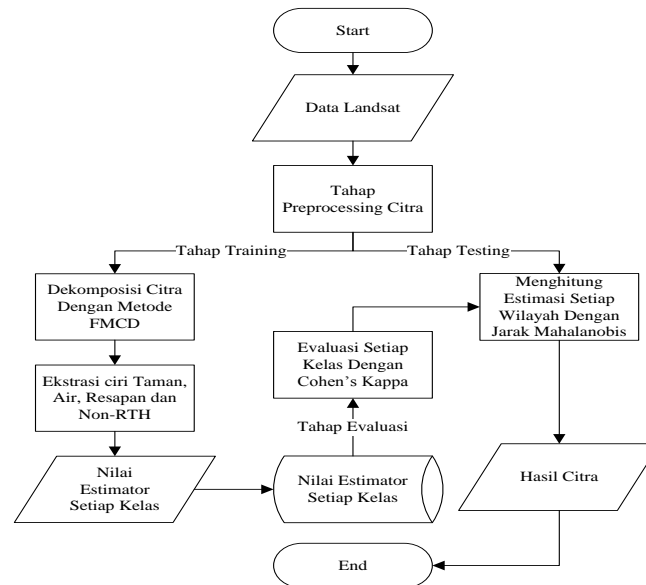 Start
Data Landsat
Tahap
Preprocessing Citra
Tahap Training
Tahap Testing
Dekomposisi Citra
Dengan Metode
FMCD
Menghitung
Estimasi Setiap
Wilayah Dengan
Jarak Mahalanobis
Evaluasi Setiap
Kelas Dengan
Cohen's Kappa
Ekstrasi ciri Taman,
Air, Resapan dan
Non-RTH
Tahap Evaluasi
Nilai
Estimator
Setiap Kelas
Nilai Estimator
Setiap Kelas
Hasil Citra
End